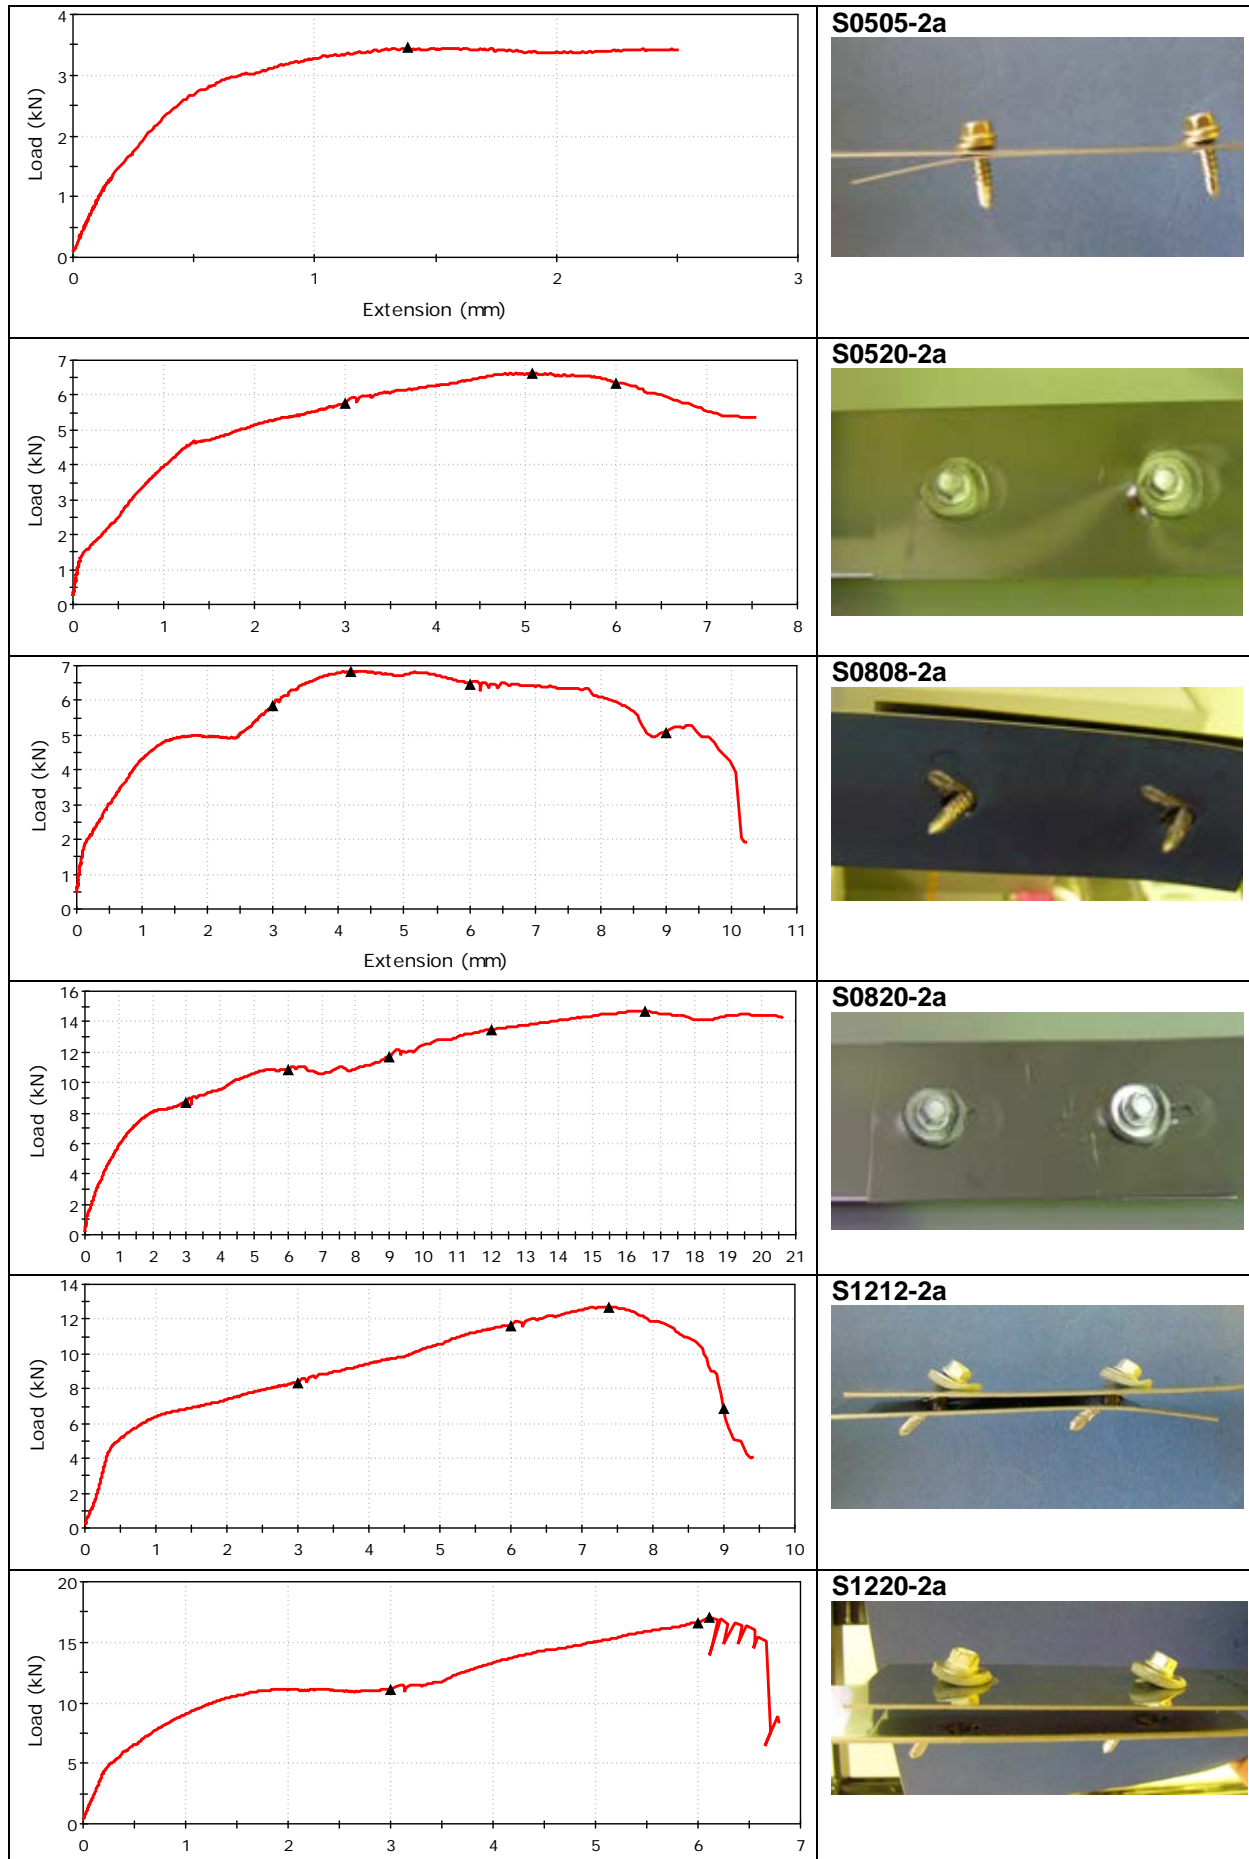 S0505-2a
4
3
2
1
0
Load (kN)
0 1 2 3
Extension (mm)
S0520-2a
7
6
5
4
3
2
1
0
Load (kN)
0 1 2 3 4 5 6 7 8
S0808-2a
7
6
5
4
3
2
1
0
Load (kN)
0 1 2 3 4 5 6 7 8 9 10 11
Extension (mm)
S0820-2a
16
14
12
10
8
6
4
2
0
Load (kN)
0 1 2 3 4 5 6 7 8 9 10 11 12 13 14 15 16 17 18 19 20 21
S1212-2a
14
12
10
8
6
4
2
0
Load (kN)
0 1 2 3 4 5 6 7 8 9 10
S1220-2a
20
15
10
5
0
Load (kN)
0 1 2 3 4 5 6 7